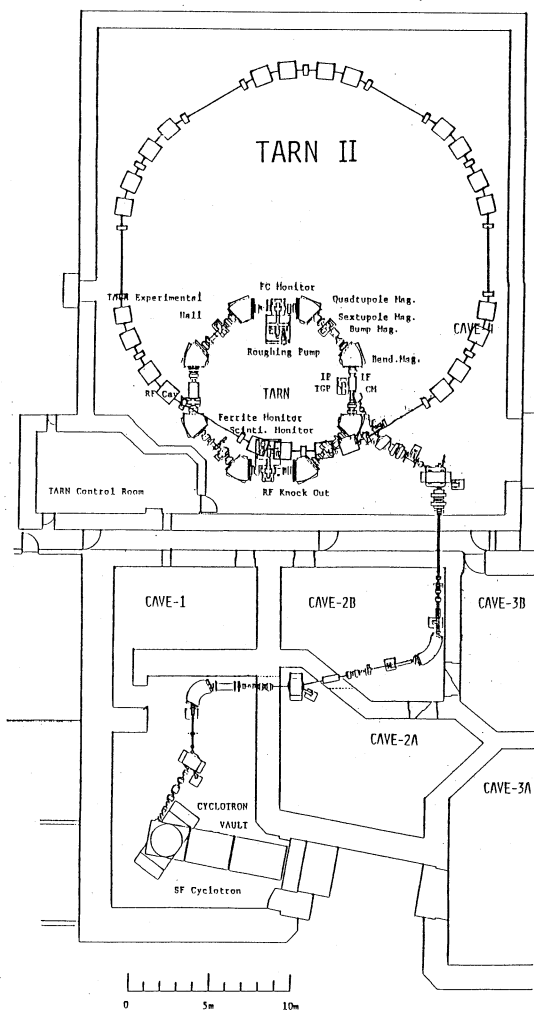 TARN II
FC Monitor
TARN Experimental
Hall
Quadrupole Mag.
Sextupole Mag.
Bump Mag.
CAVE-4
Roughing Pump
Bend.Mag.
TARN
IP
TGP
IF
CM
RF Cav
Ferrite Monitor
Scinti. Monitor
RF Knock Out
TARN Control Room
CAVE-1
CAVE-2B
CAVE-3B
CAVE-2A
CAVE-3A
CYCLOTRON
VAULT
SF Cyclotron
0 5m 10m